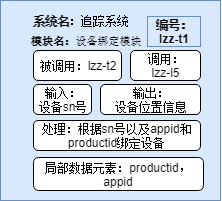 系统名：追踪系统
模块名：设备绑定模块
编号：
lzz-t1
被调用：lzz-t2
调用：
lzz-l5
输入：
设备sn号
输出：
设备位置信息
处理：根据sn号以及appid和
productid绑定设备
局部数据元素：productid，
appid